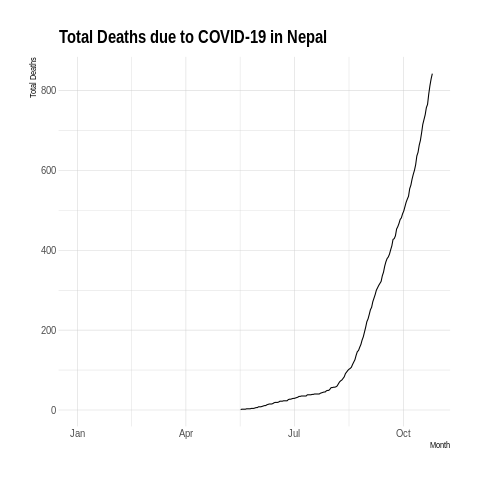 Total Deaths due to COVID-19 in Nepal
Total Deaths
800
600
400
200
0
Jan Apr Jul Oct
Month